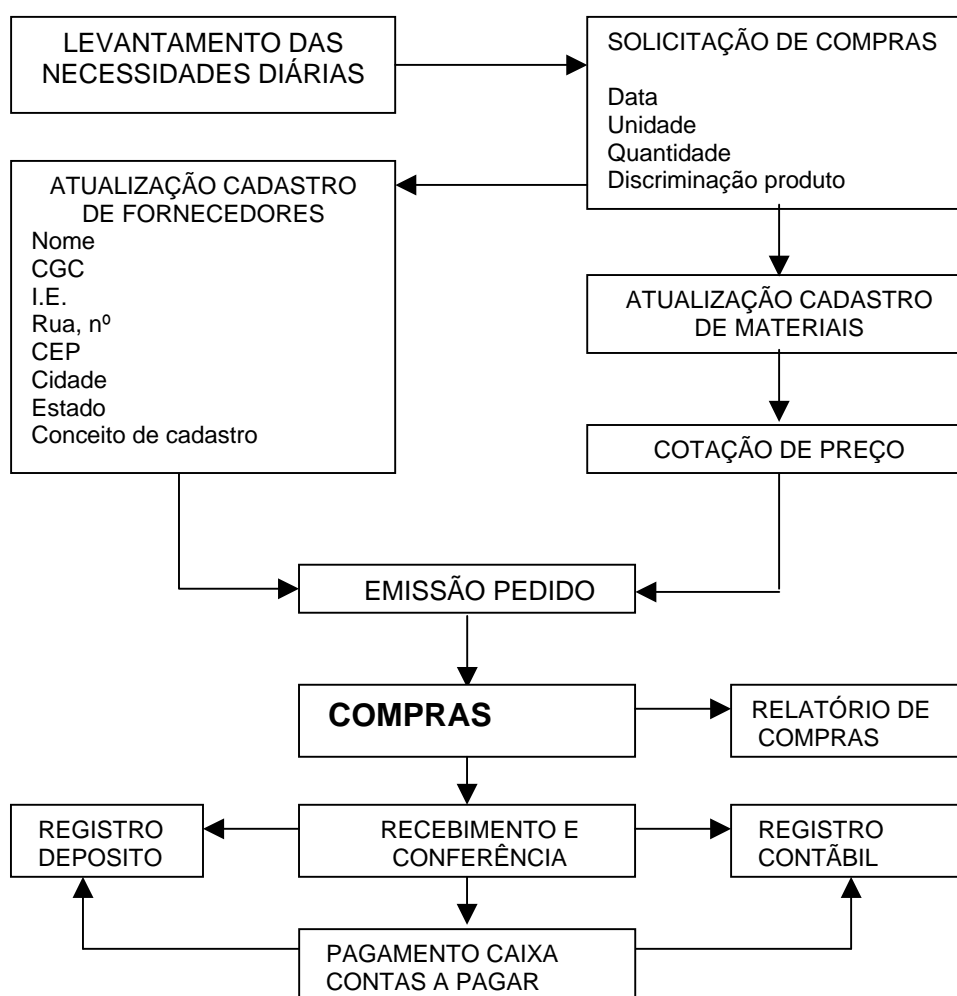 LEVANTAMENTO DAS
NECESSIDADES DIÁRIAS
SOLICITAÇÃO DE COMPRAS
Data
Unidade
Quantidade
Discriminação produto
ATUALIZAÇÃO CADASTRO
DE FORNECEDORES
Nome
CGC
I.E.
Rua, nº
CEP
Cidade
Estado
Conceito de cadastro
ATUALIZAÇÃO CADASTRO
DE MATERIAIS
COTAÇÃO DE PREÇO
EMISSÃO PEDIDO
COMPRAS
RELATÓRIO DE
COMPRAS
REGISTRO
DEPOSITO
RECEBIMENTO E
CONFERÊNCIA
REGISTRO
CONTÃBIL
PAGAMENTO CAIXA
CONTAS A PAGAR